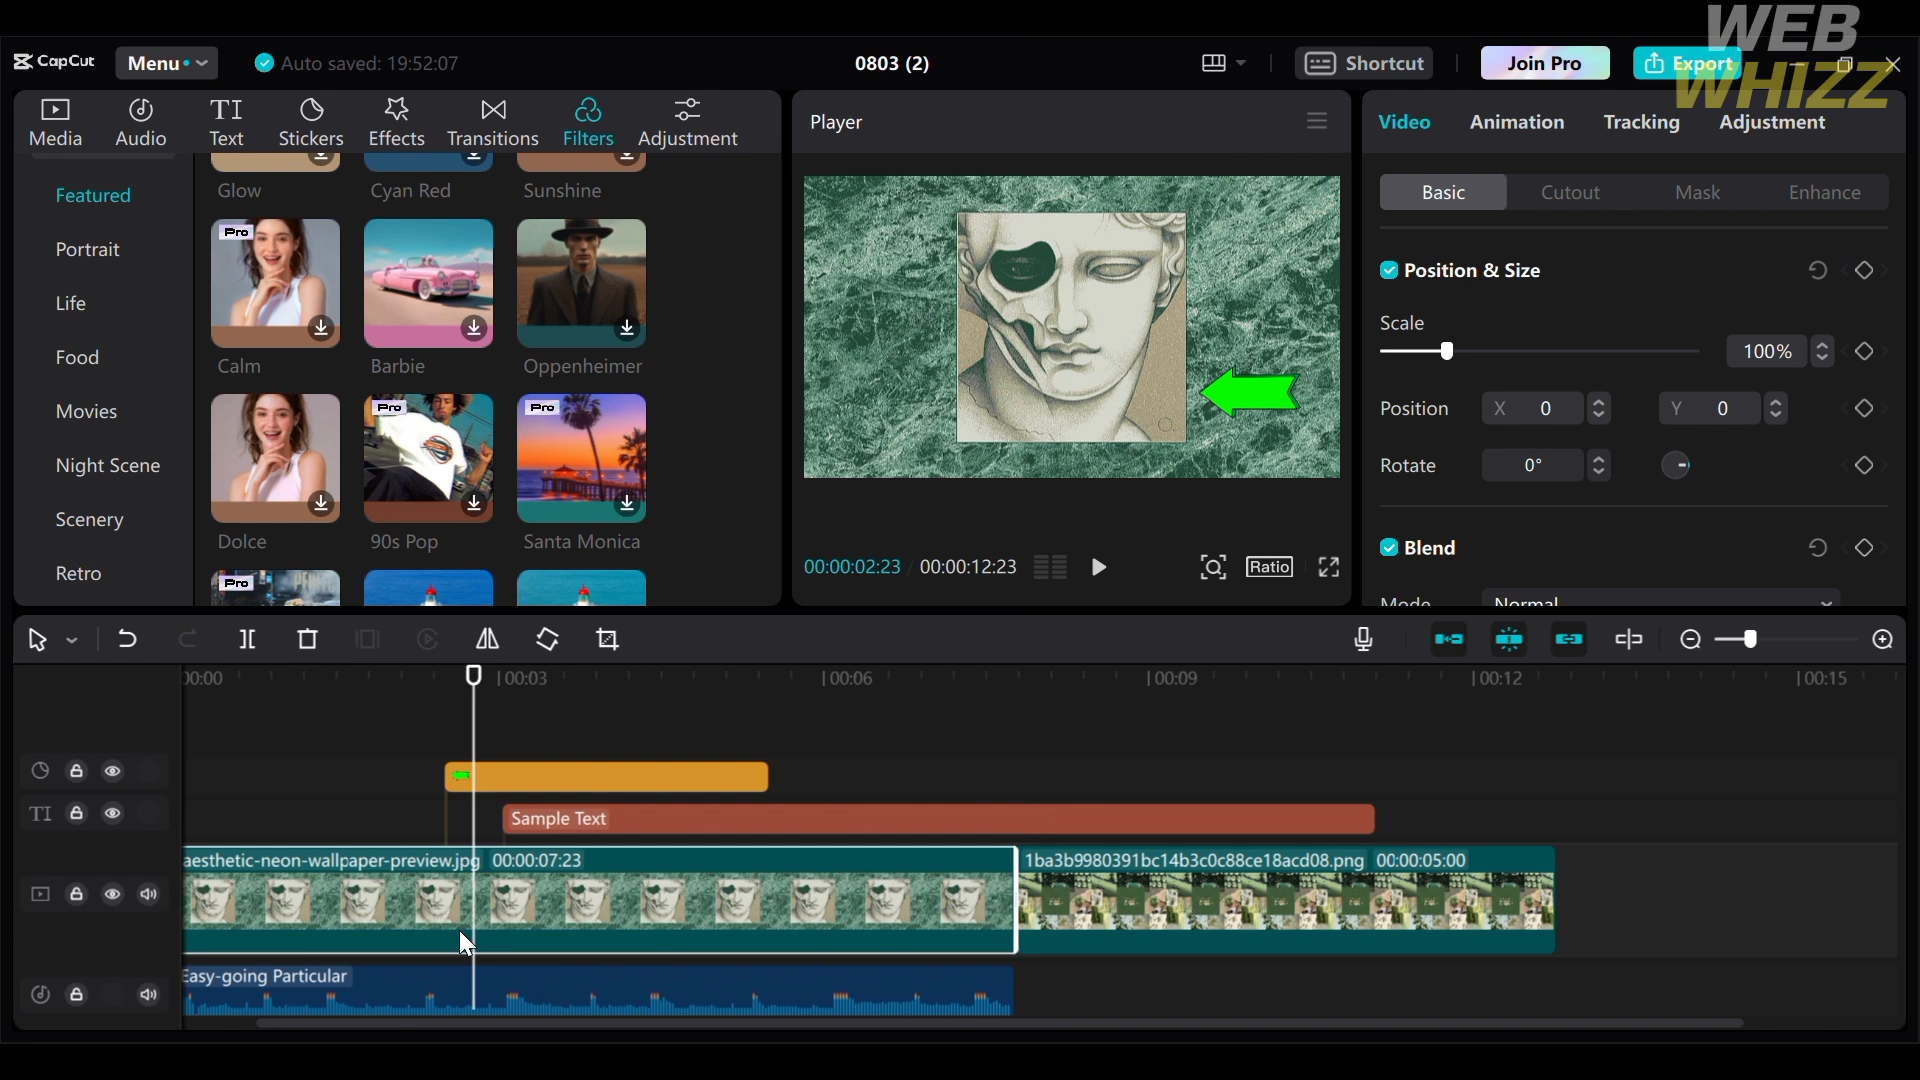 WEB
WHIZZ
CapCut
Menu
Auto saved: 19:52:07
0803 (2)
Shortcut
Join Pro
Export
Media
Audio
TI
Text
Stickers
Effects
Transitions
Filters
Adjustment
Featured
Portrait
Life
Food
Movies
Night Scene
Scenery
Retro
Glow
Cyan Red
Sunshine
Pro
Calm
Barbie
Oppenheimer
Pro
Pro
Dolce
90s Pop
Santa Monica
Pro
Player
00:00:02:23 / 00:00:12:23
Ratio
Video
Animation
Tracking
Adjustment
Basic
Cutout
Mask
Enhance
Position & Size
Scale
100%
Position
X 0
Y 0
Rotate
0°
Blend
Mode
Normal
00:00
00:03
00:06
00:09
00:12
00:15
TI
Sample Text
aesthetic-neon-wallpaper-preview.jpg 00:00:07:23
1ba3b9980391bc14b3c0c88ce18acd08.png 00:00:05:00
Easy-going Particular